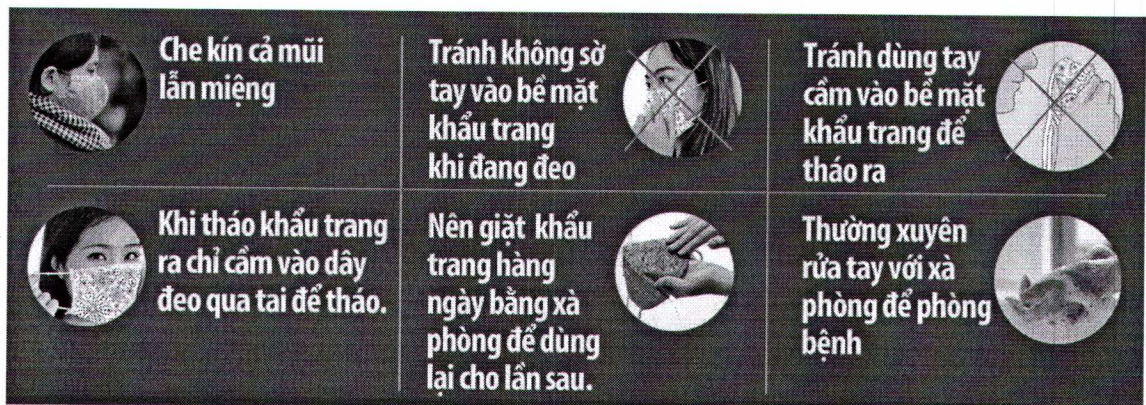 Che kín cả mũi
lẫn miệng
Tránh không sờ
tay vào bề mặt
khẩu trang
khi đang đeo
Tránh dùng tay
cầm vào bề mặt
khẩu trang để
tháo ra
Khi tháo khẩu trang
ra chỉ cầm vào dây
đeo qua tai để tháo.
Nên giặt khẩu
trang hàng
ngày bằng xà
phòng để dùng
lại cho lần sau.
Thường xuyên
rửa tay với xà
phòng để phòng
bệnh